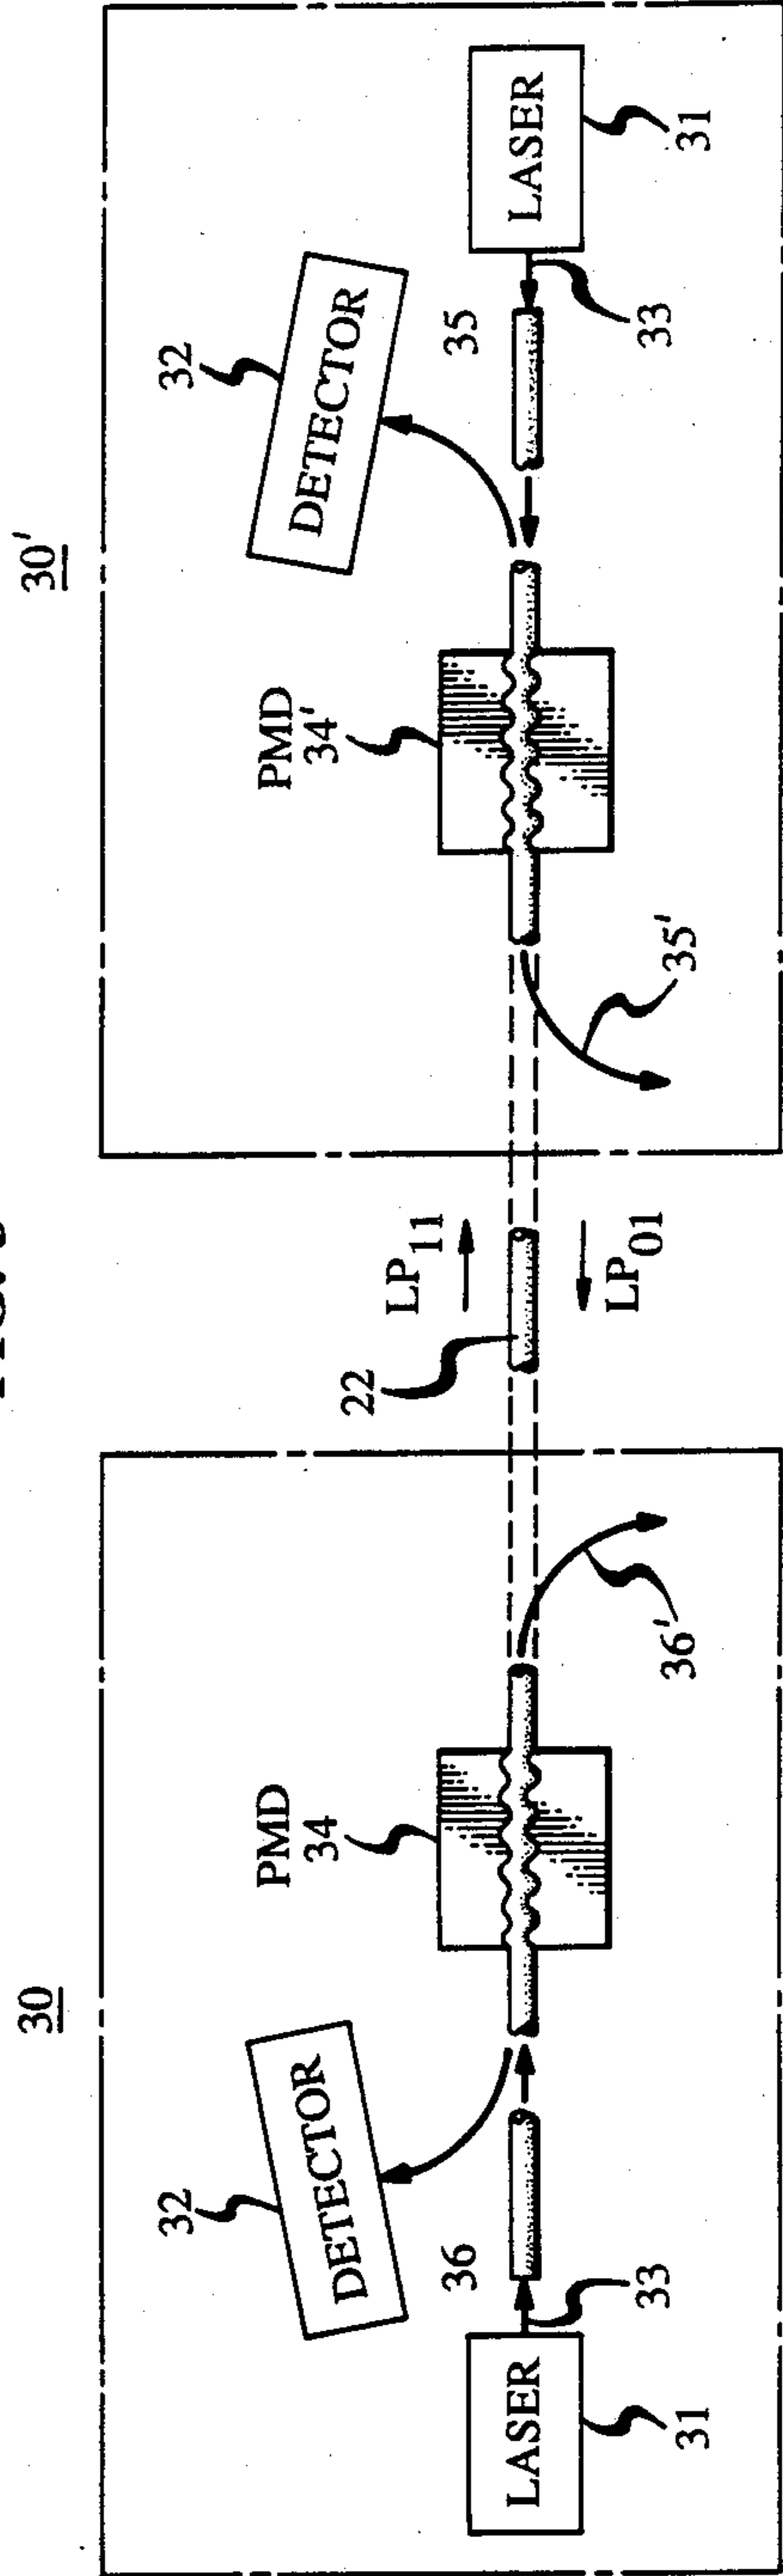 30
30'
32
DETECTOR
PMD
34
36
LASER
33
31
36'
22
LP11
LP01
PMD
34'
32
DETECTOR
35
LASER
33
31
35'